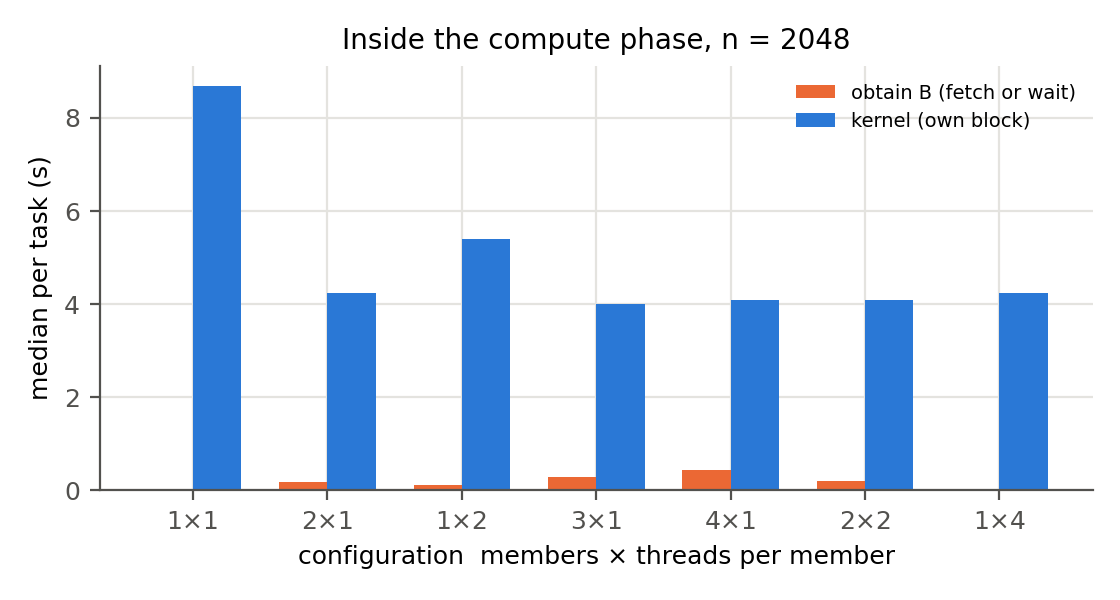 Inside the compute phase, n = 2048
obtain B (fetch or wait)
kernel (own block)
median per task (s)
8
6
4
2
0
1×1 2×1 1×2 3×1 4×1 2×2 1×4
configuration  members × threads per member